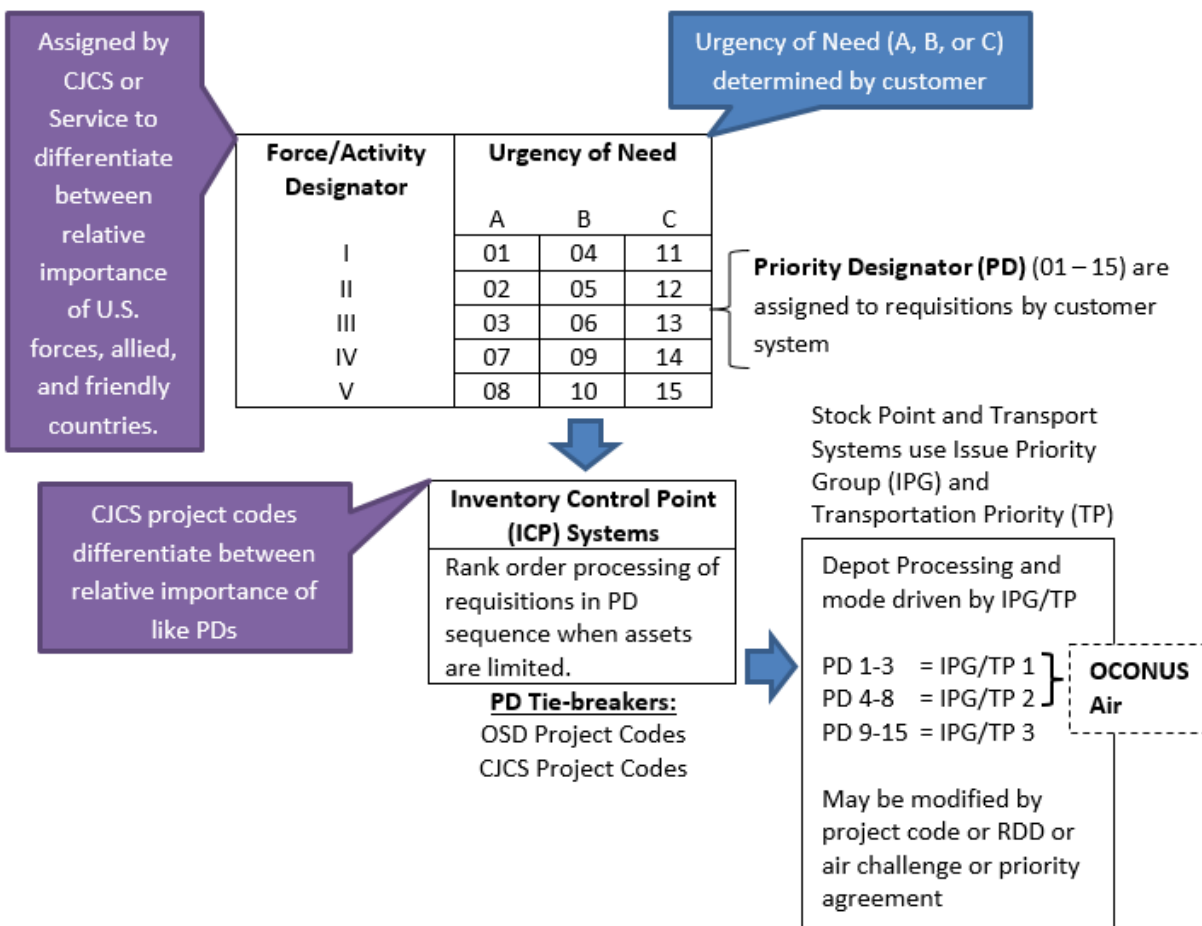 Assigned by
CJCS or
Service to
differentiate
between
relative
importance
of U.S.
forces, allied,
and friendly
countries.
Urgency of Need (A, B, or C)
determined by customer
Force/Activity
Designator
Urgency of Need
A B C
I 01 04 11
II 02 05 12
III 03 06 13
IV 07 09 14
V 08 10 15
Priority Designator (PD) (01 – 15) are
assigned to requisitions by customer
system
CJCS project codes
differentiate between
relative importance of
like PDs
Inventory Control Point
(ICP) Systems
Rank order processing of
requisitions in PD
sequence when assets
are limited.
PD Tie-breakers:
OSD Project Codes
CJCS Project Codes
Stock Point and Transport
Systems use Issue Priority
Group (IPG) and
Transportation Priority (TP)
Depot Processing and
mode driven by IPG/TP
PD 1-3 = IPG/TP 1
PD 4-8 = IPG/TP 2
PD 9-15 = IPG/TP 3
OCONUS
Air
May be modified by
project code or RDD or
air challenge or priority
agreement